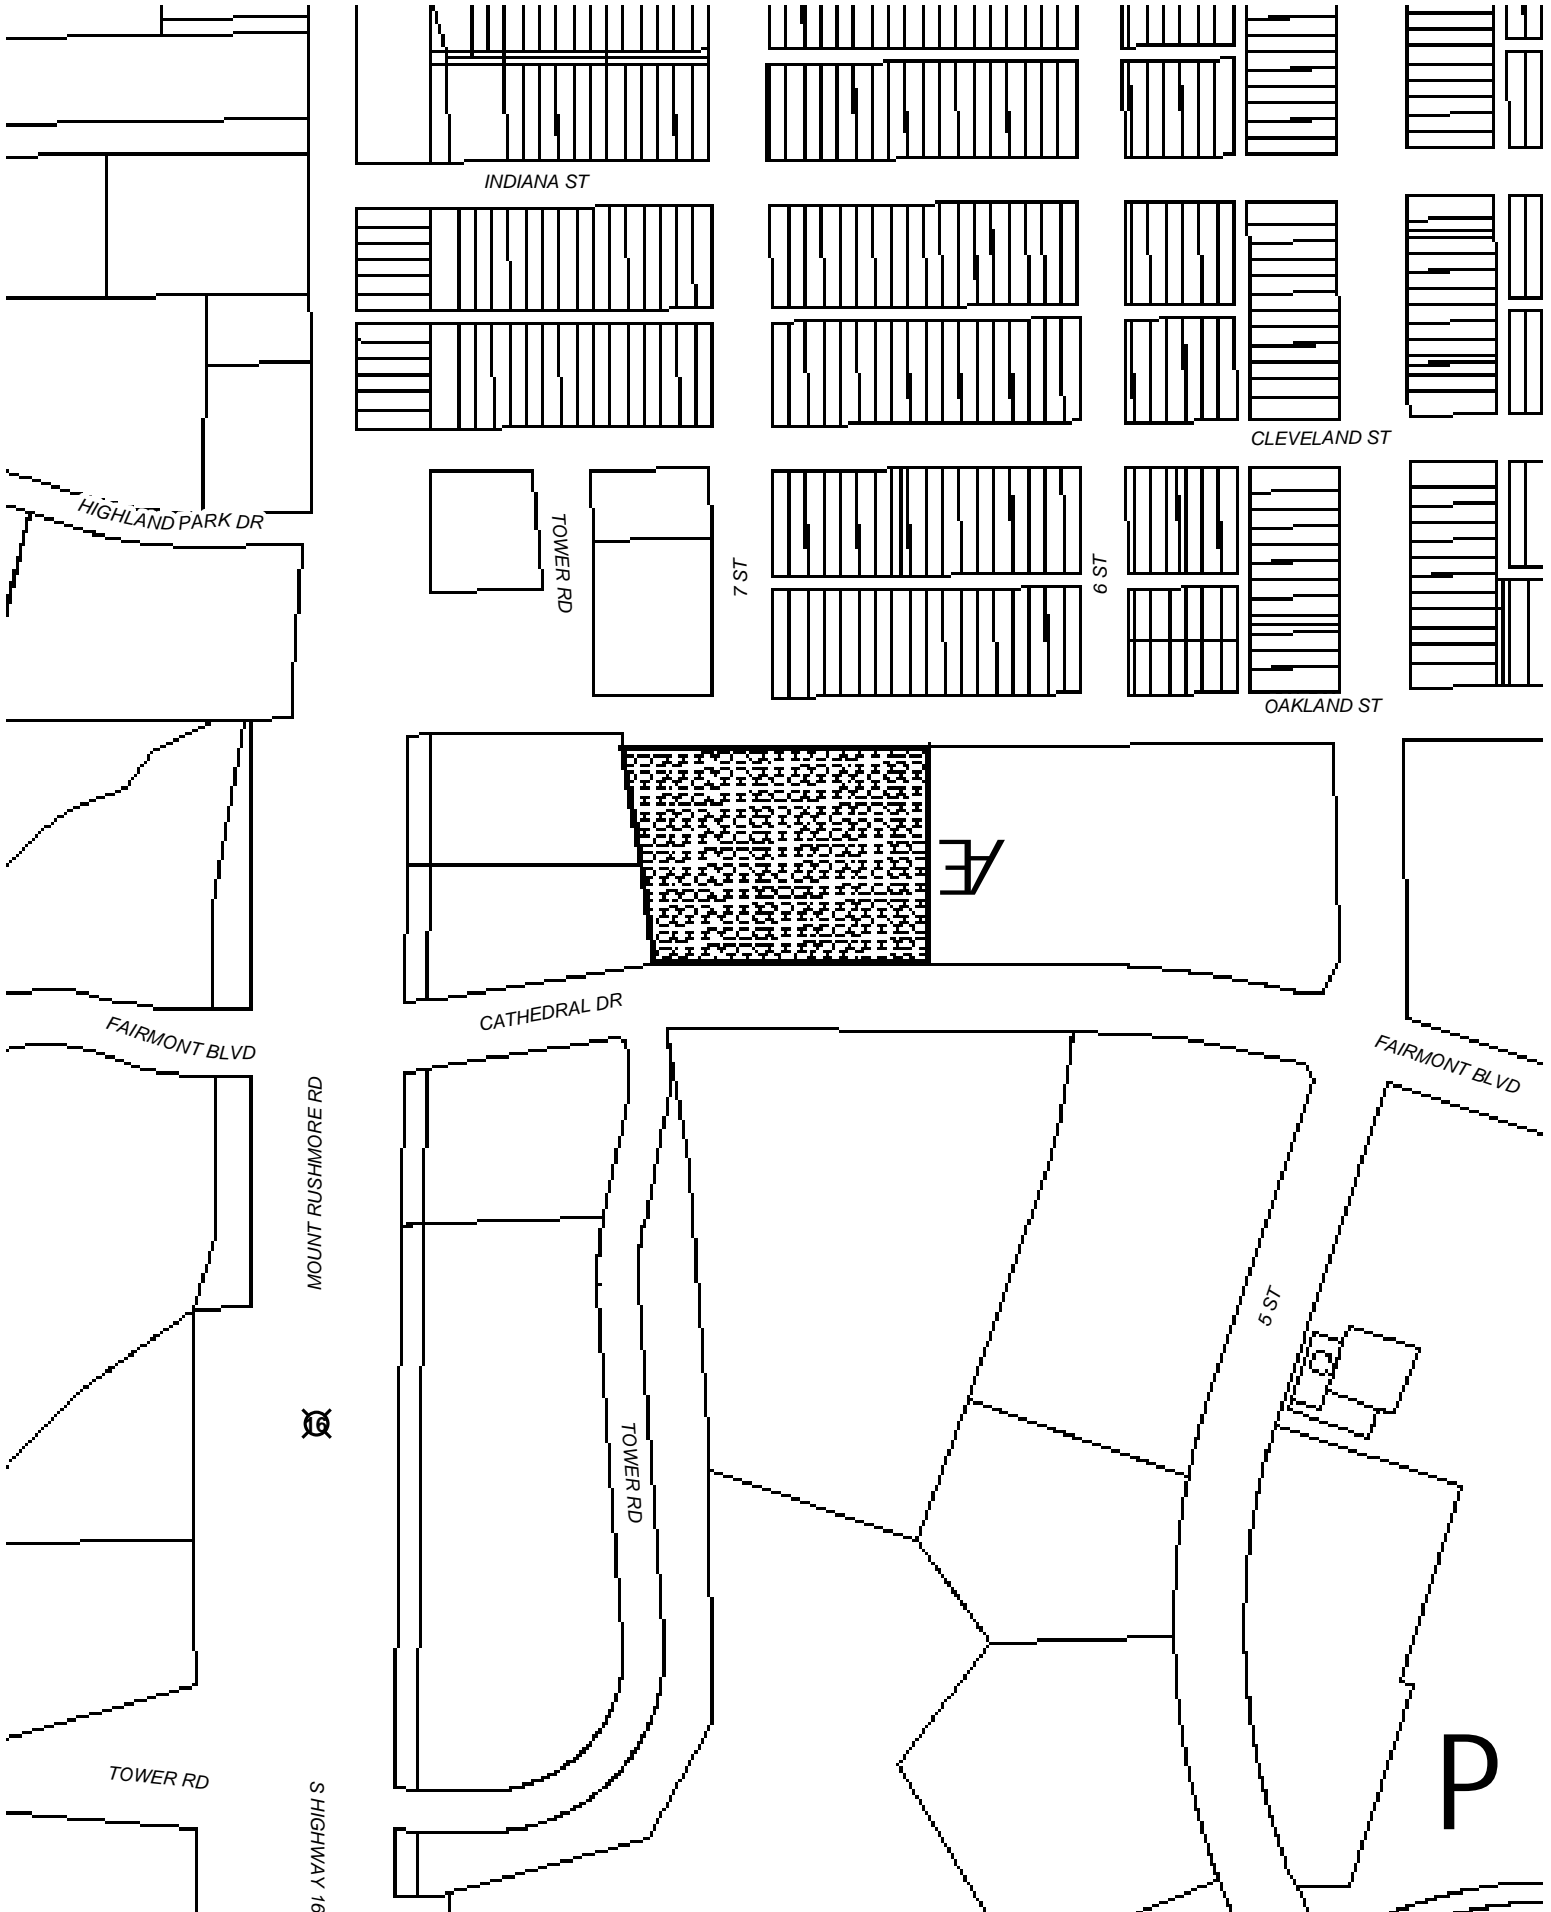 INDIANA ST
CLEVELAND ST
HIGHLAND PARK DR
TOWER RD
7 ST
6 ST
OAKLAND ST
Æ
CATHEDRAL DR
FAIRMONT BLVD
FAIRMONT BLVD
MOUNT RUSHMORE RD
5 ST
16
TOWER RD
P
TOWER RD
S HIGHWAY 16